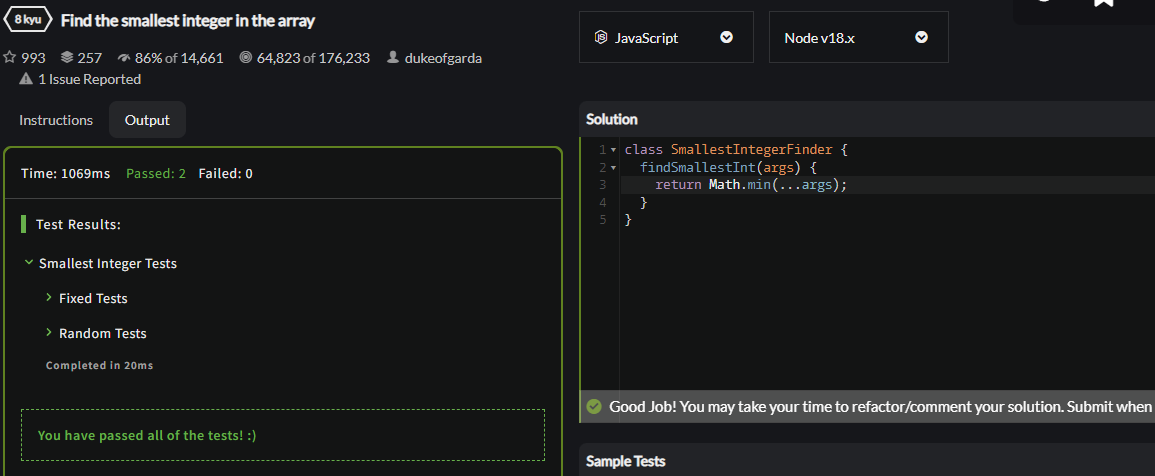 8 kyu Find the smallest integer in the array
993 257 86% of 14,661 64,823 of 176,233 dukeofgarda
1 Issue Reported
Instructions Output
Time: 1069ms Passed: 2 Failed: 0
Test Results:
Smallest Integer Tests
Fixed Tests
Random Tests
Completed in 20ms
You have passed all of the tests! :)
JavaScript Node v18.x
Solution
1 class SmallestIntegerFinder {
2 findSmallestInt(args) {
3 return Math.min(...args);
4 }
5 }
Good Job! You may take your time to refactor/comment your solution. Submit when
Sample Tests